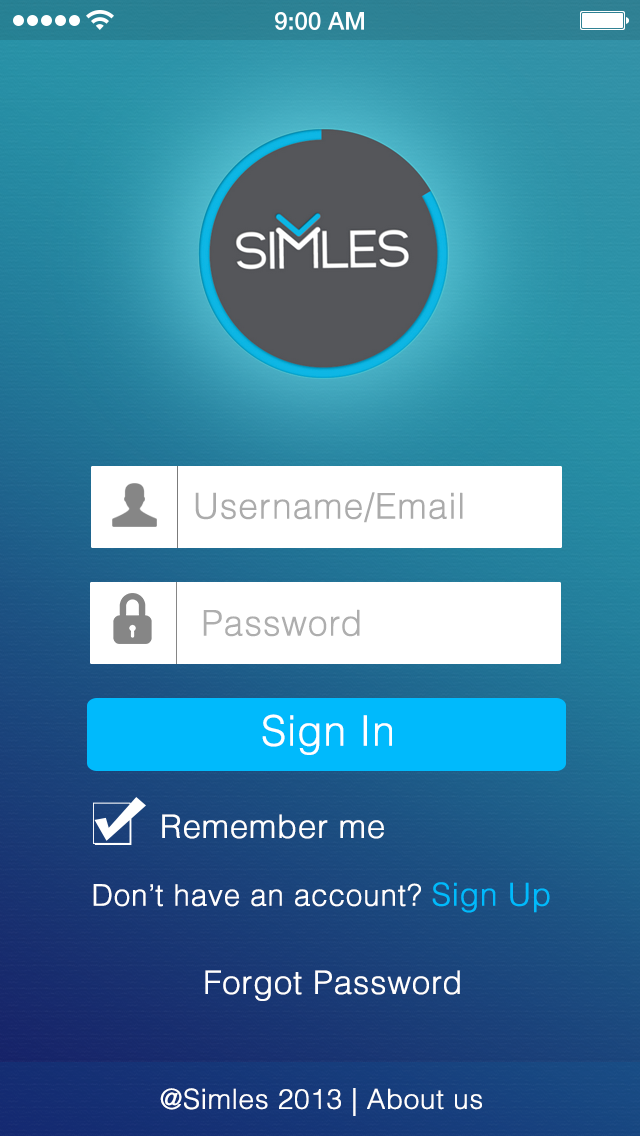 9:00 AM
SIMLES
Username/Email
Password
Sign In
Remember me
Don't have an account? Sign Up
Forgot Password
@Simles 2013 | About us